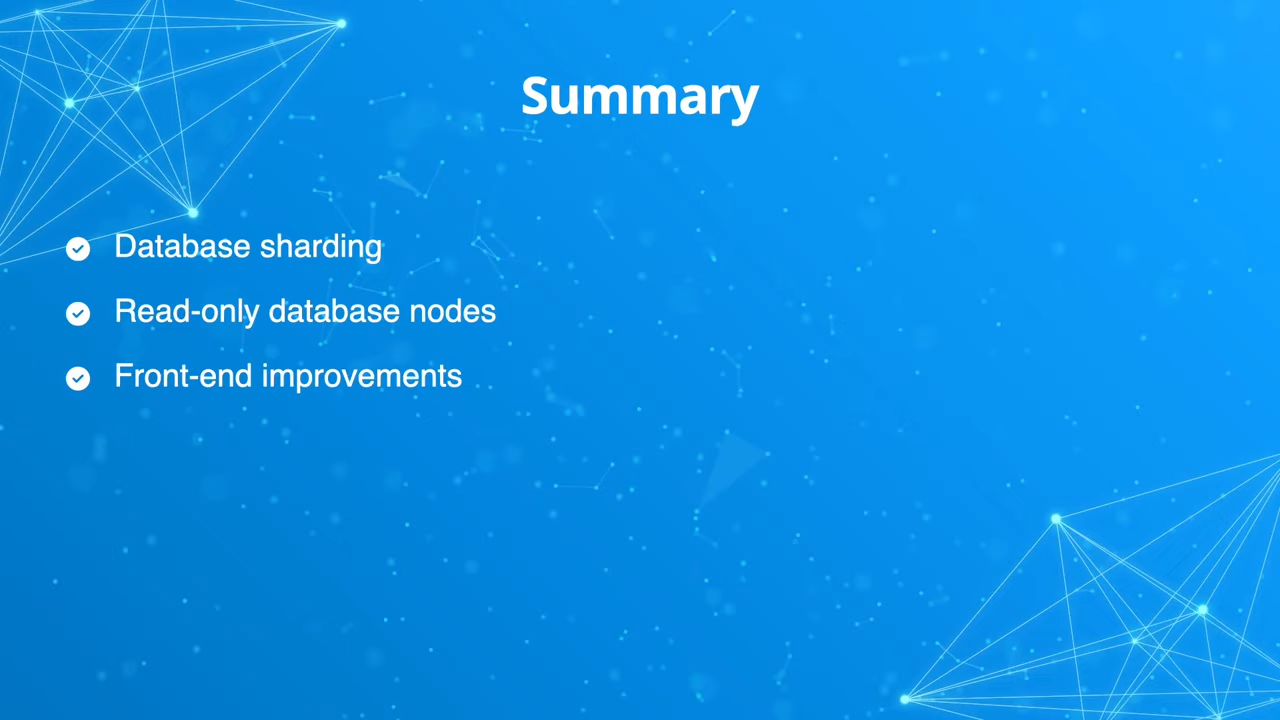 Summary
Database sharding
Read-only database nodes
Front-end improvements